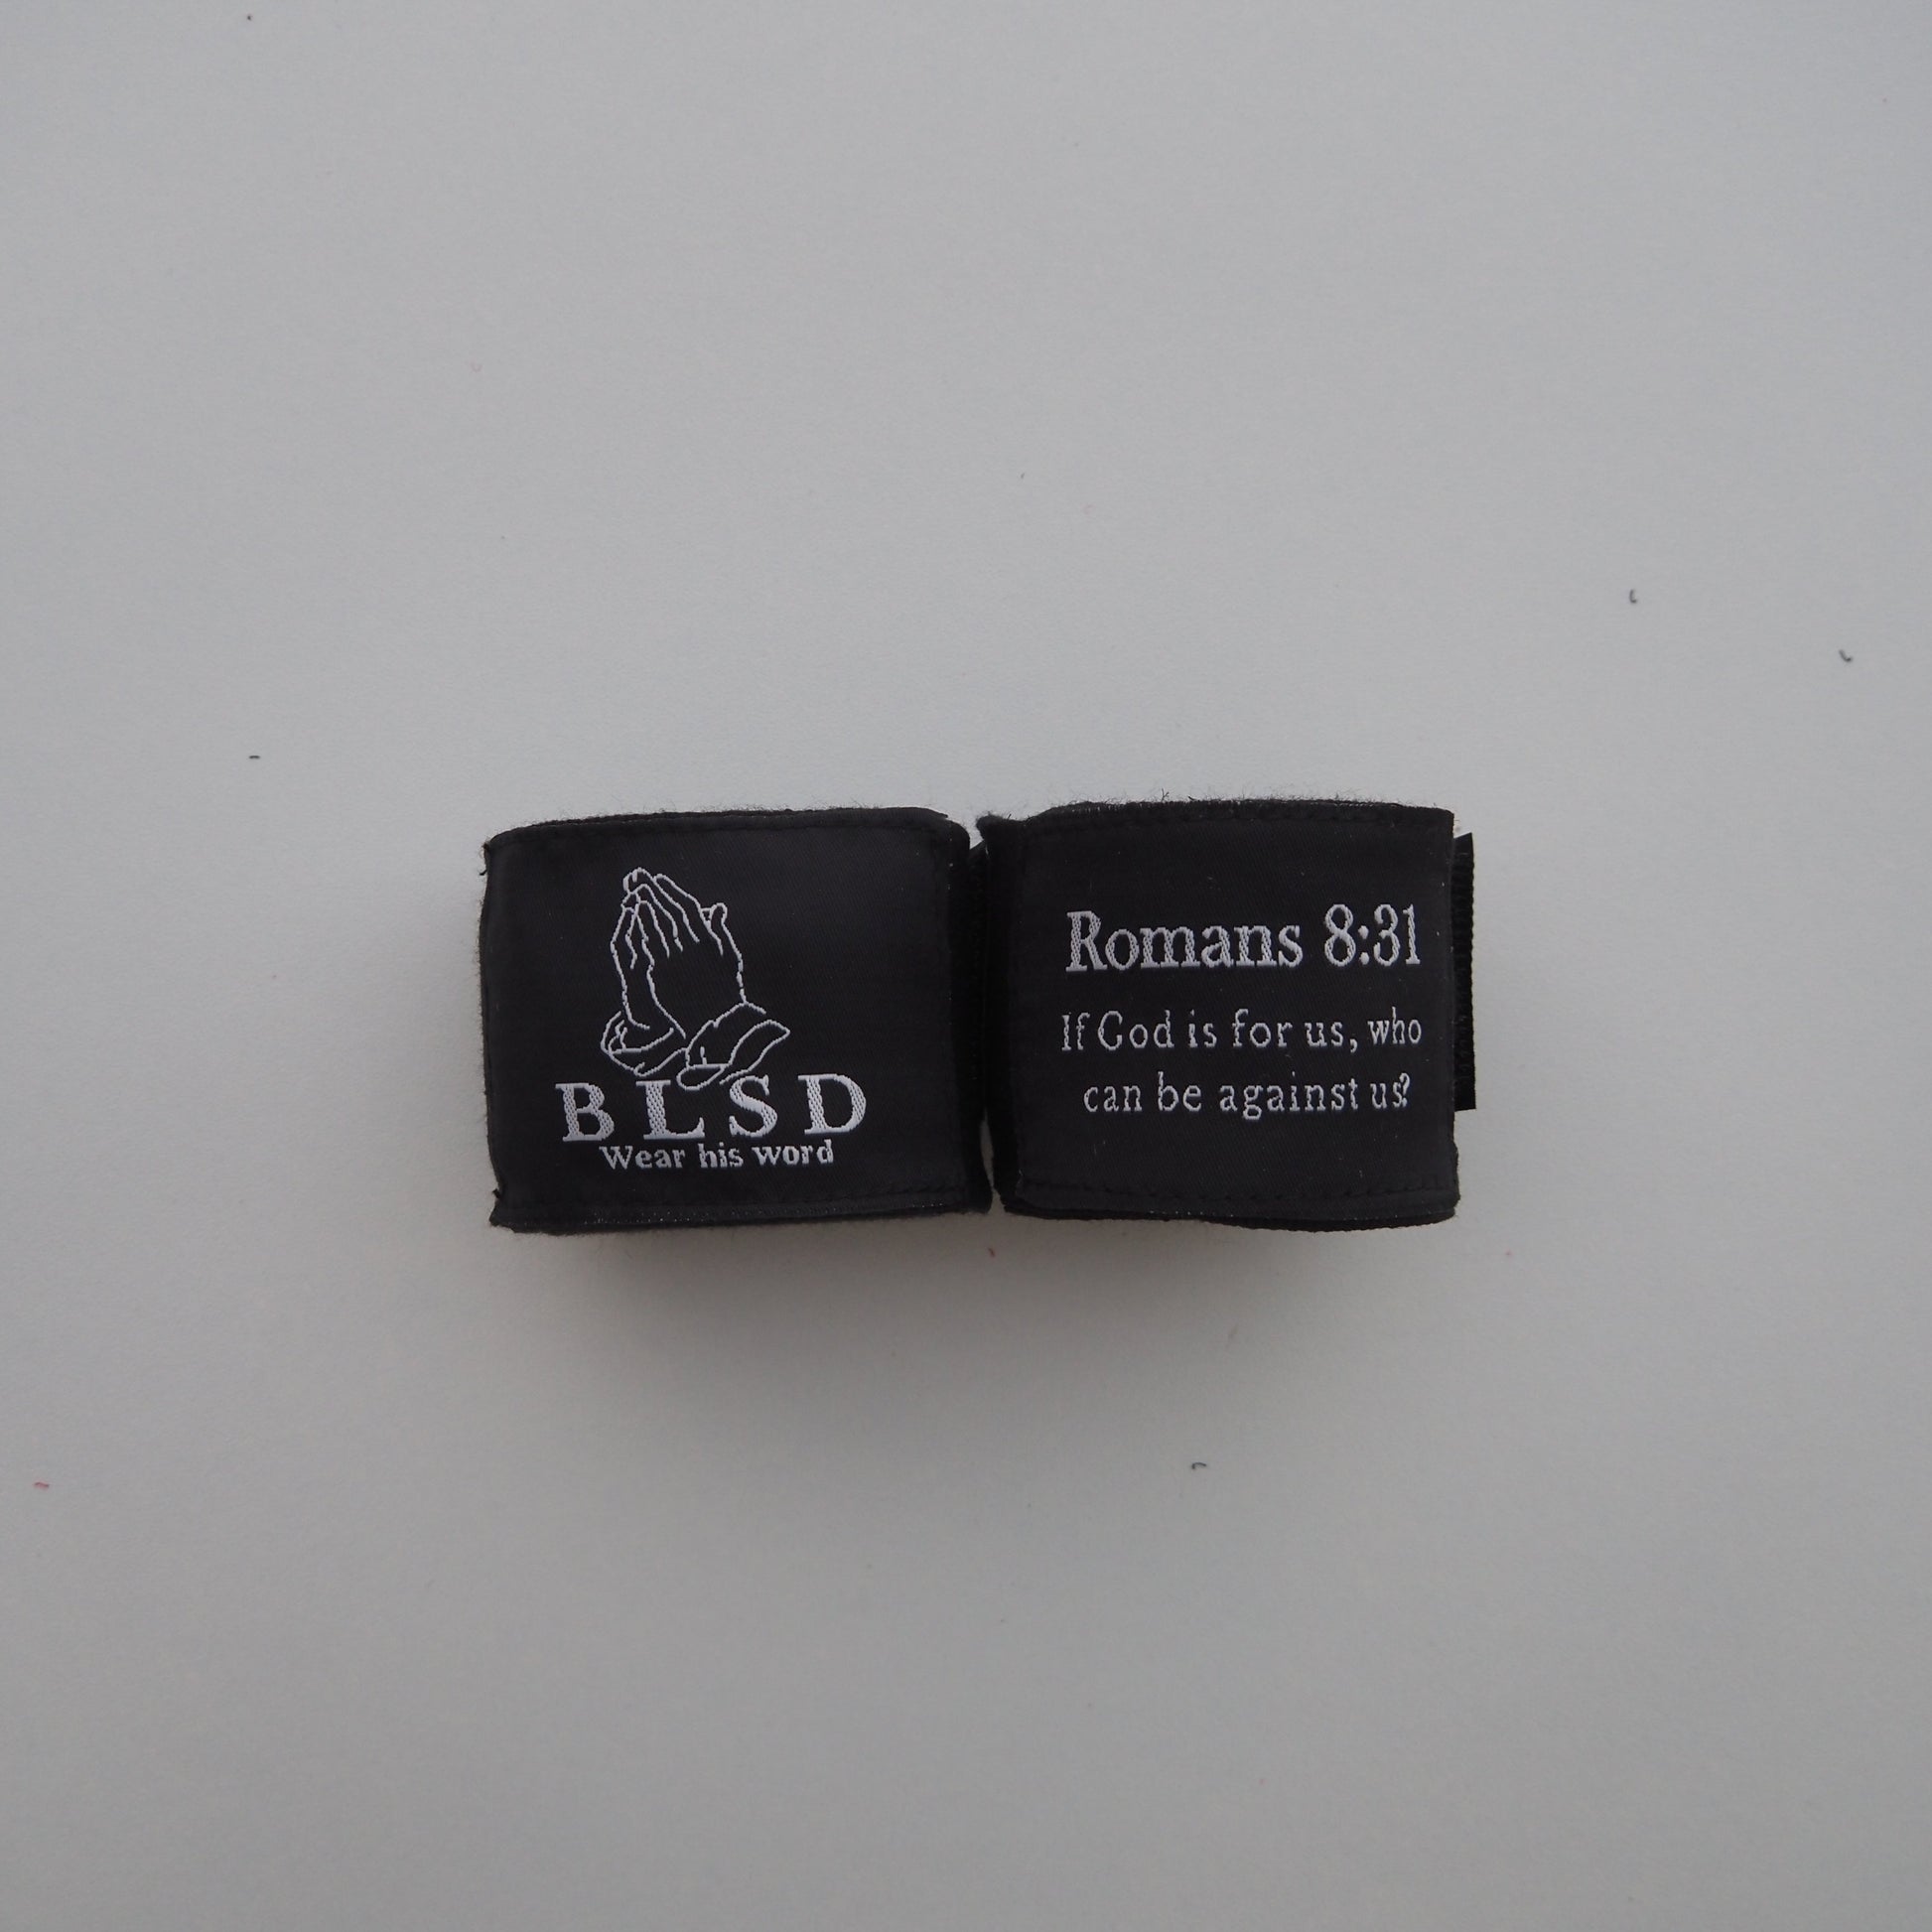 BLSD
Wear his word
Romans 8:31
If God is for us, who
can be against us?